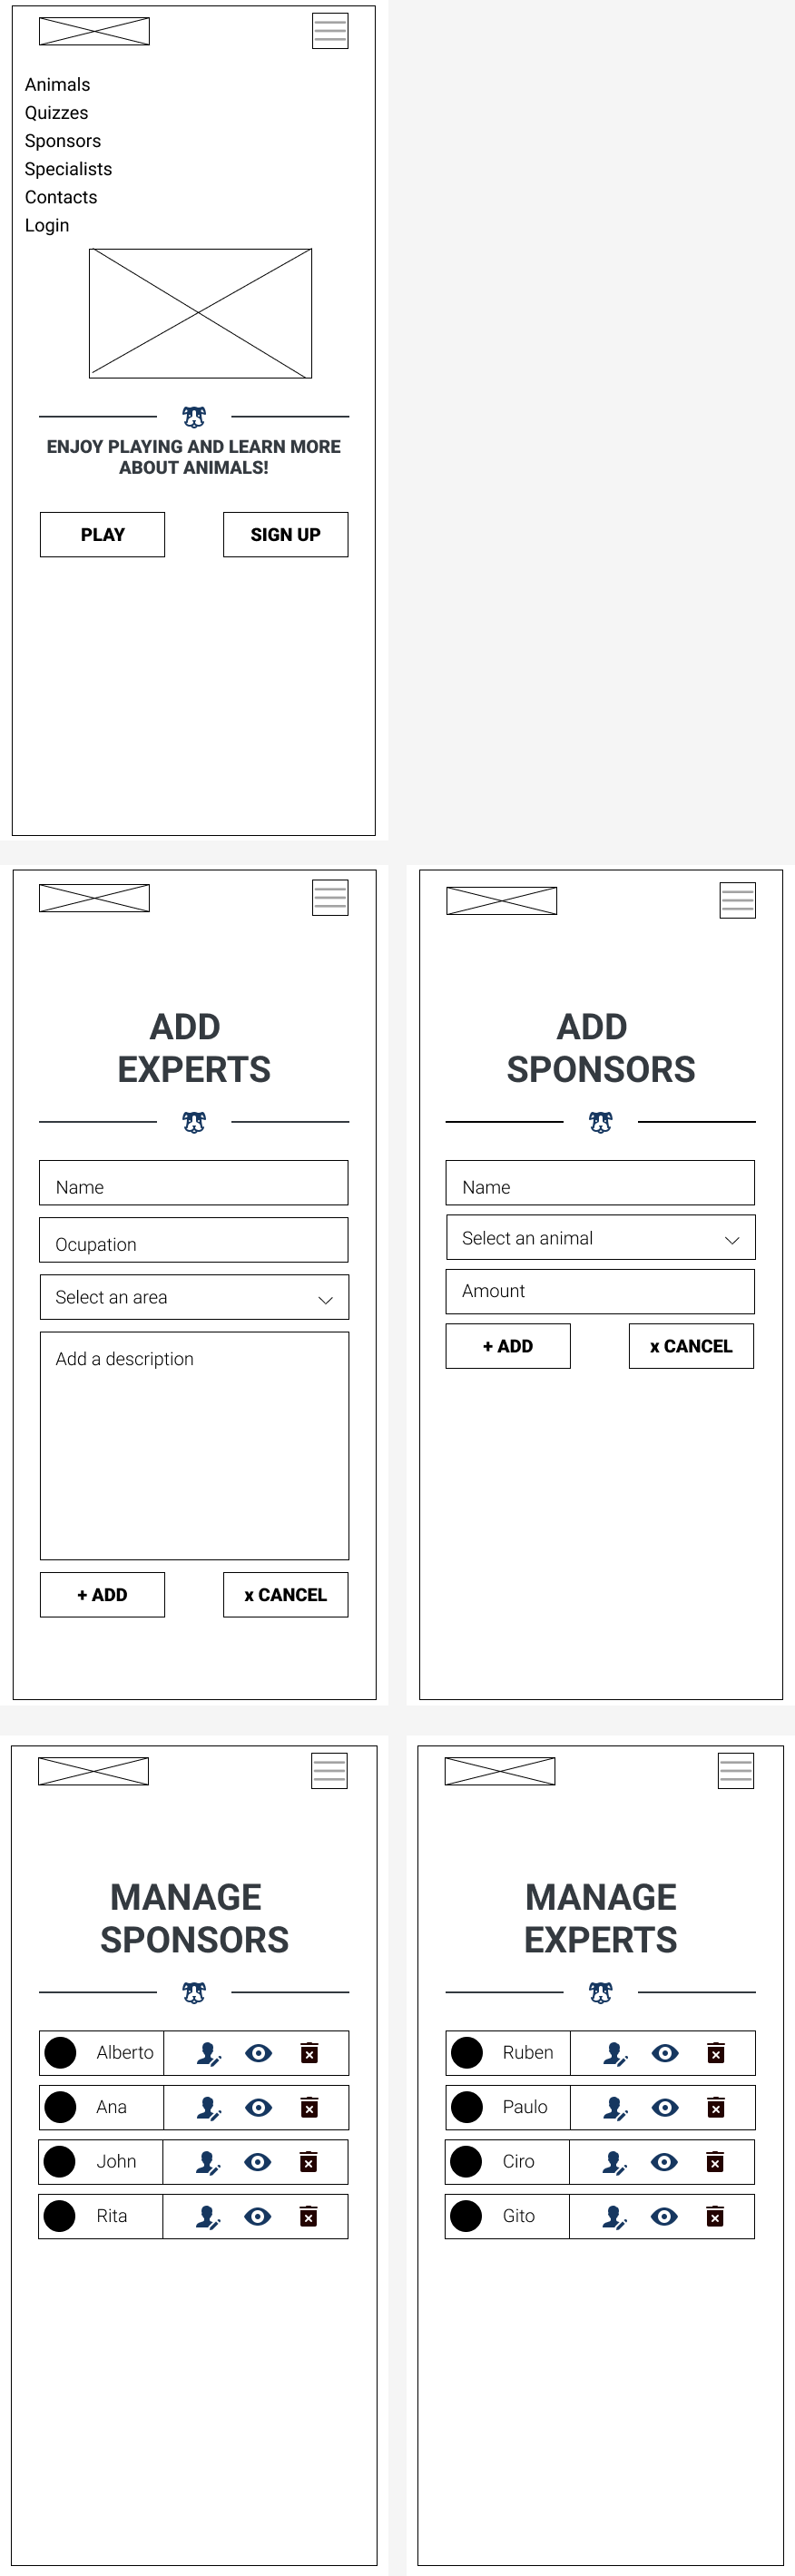 Animals
Quizzes
Sponsors
Specialists
Contacts
Login
ENJOY PLAYING AND LEARN MORE
ABOUT ANIMALS!
PLAY
SIGN UP
ADD
EXPERTS
Name
Ocupation
Select an area
Add a description
+ ADD
x CANCEL
ADD
SPONSORS
Name
Select an animal
Amount
+ ADD
x CANCEL
MANAGE
SPONSORS
Alberto
Ana
John
Rita
MANAGE
EXPERTS
Ruben
Paulo
Ciro
Gito